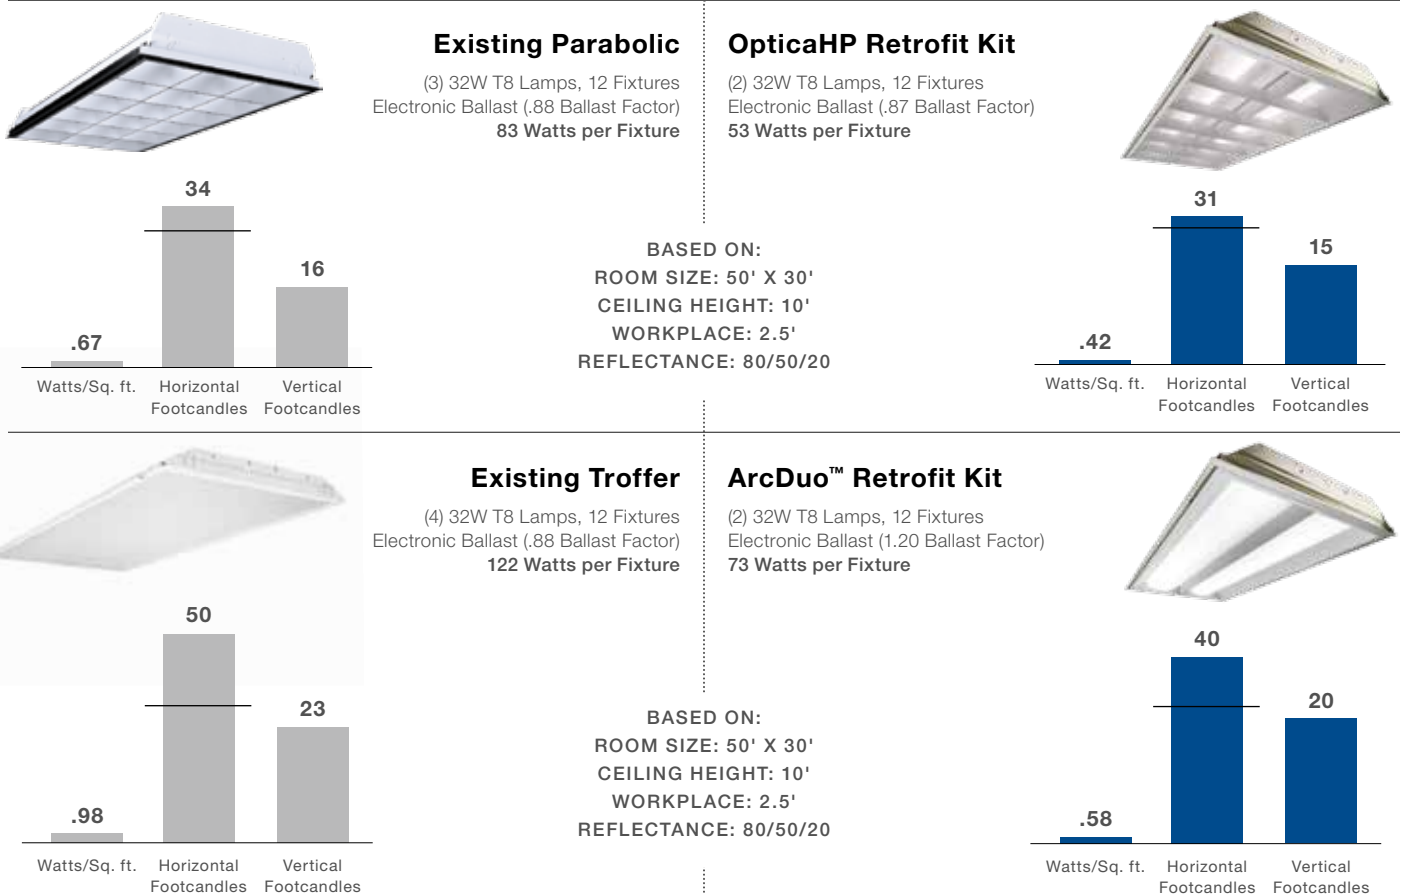 Existing Parabolic
(3) 32W T8 Lamps, 12 Fixtures
Electronic Ballast (.88 Ballast Factor)
83 Watts per Fixture
34
16
.67
Watts/Sq. ft.
Horizontal
Footcandles
Vertical
Footcandles
OpticaHP Retrofit Kit
(2) 32W T8 Lamps, 12 Fixtures
Electronic Ballast (.87 Ballast Factor)
53 Watts per Fixture
31
15
.42
Watts/Sq. ft.
Horizontal
Footcandles
Vertical
Footcandles
BASED ON:
ROOM SIZE: 50' X 30'
CEILING HEIGHT: 10'
WORKPLACE: 2.5'
REFLECTANCE: 80/50/20
Existing Troffer
(4) 32W T8 Lamps, 12 Fixtures
Electronic Ballast (.88 Ballast Factor)
122 Watts per Fixture
50
23
.98
Watts/Sq. ft.
Horizontal
Footcandles
Vertical
Footcandles
ArcDuo™ Retrofit Kit
(2) 32W T8 Lamps, 12 Fixtures
Electronic Ballast (1.20 Ballast Factor)
73 Watts per Fixture
40
20
.58
Watts/Sq. ft.
Horizontal
Footcandles
Vertical
Footcandles
BASED ON:
ROOM SIZE: 50' X 30'
CEILING HEIGHT: 10'
WORKPLACE: 2.5'
REFLECTANCE: 80/50/20